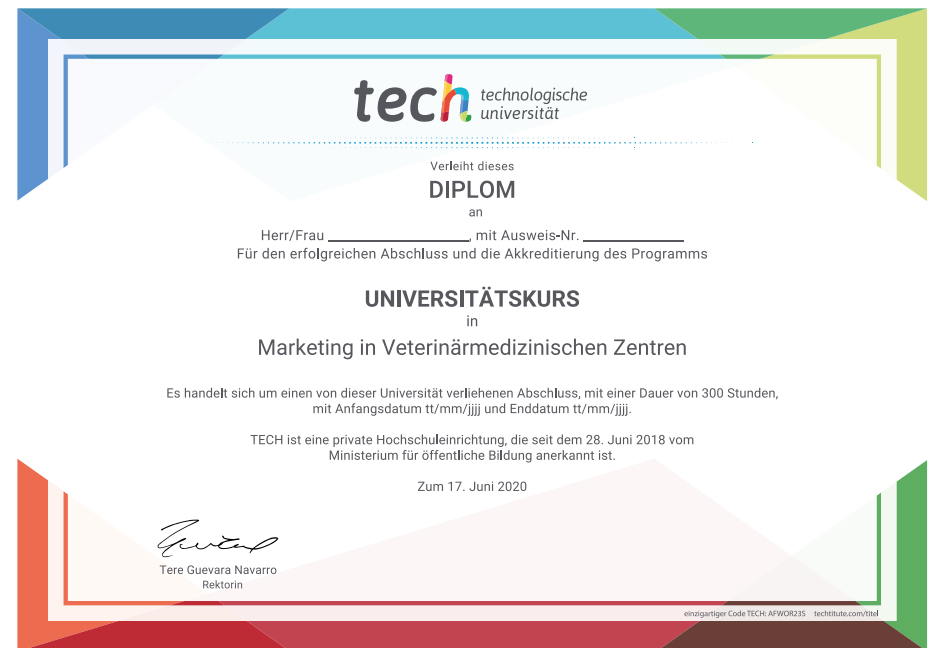 tech technologische
universität
Verleiht dieses
DIPLOM
an
Herr/Frau ____________________, mit Ausweis-Nr. ______________
Für den erfolgreichen Abschluss und die Akkreditierung des Programms
UNIVERSITÄTSKURS
in
Marketing in Veterinärmedizinischen Zentren
Es handelt sich um einen von dieser Universität verliehenen Abschluss, mit einer Dauer von 300 Stunden,
mit Anfangsdatum tt/mm/jjjj und Enddatum tt/mm/jjjj.
TECH ist eine private Hochschuleinrichtung, die seit dem 28. Juni 2018 vom
Ministerium für öffentliche Bildung anerkannt ist.
Zum 17. Juni 2020
Tere Guevara Navarro
Rektorin
einzigartiger Code TECH: AFWOR23S techtitute.com/titel